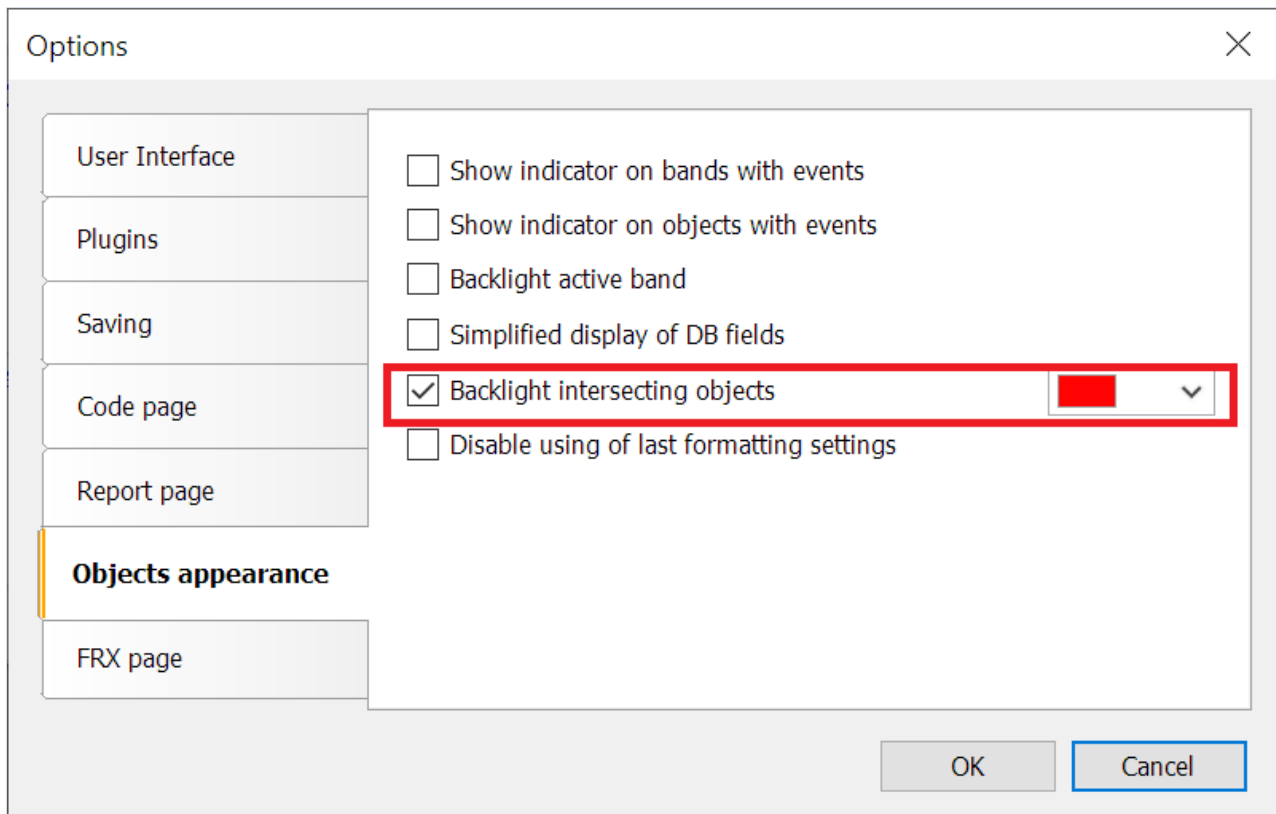 Options
User Interface
Plugins
Saving
Code page
Report page
Objects appearance
FRX page
Show indicator on bands with events
Show indicator on objects with events
Backlight active band
Simplified display of DB fields
Backlight intersecting objects
Disable using of last formatting settings
OK
Cancel